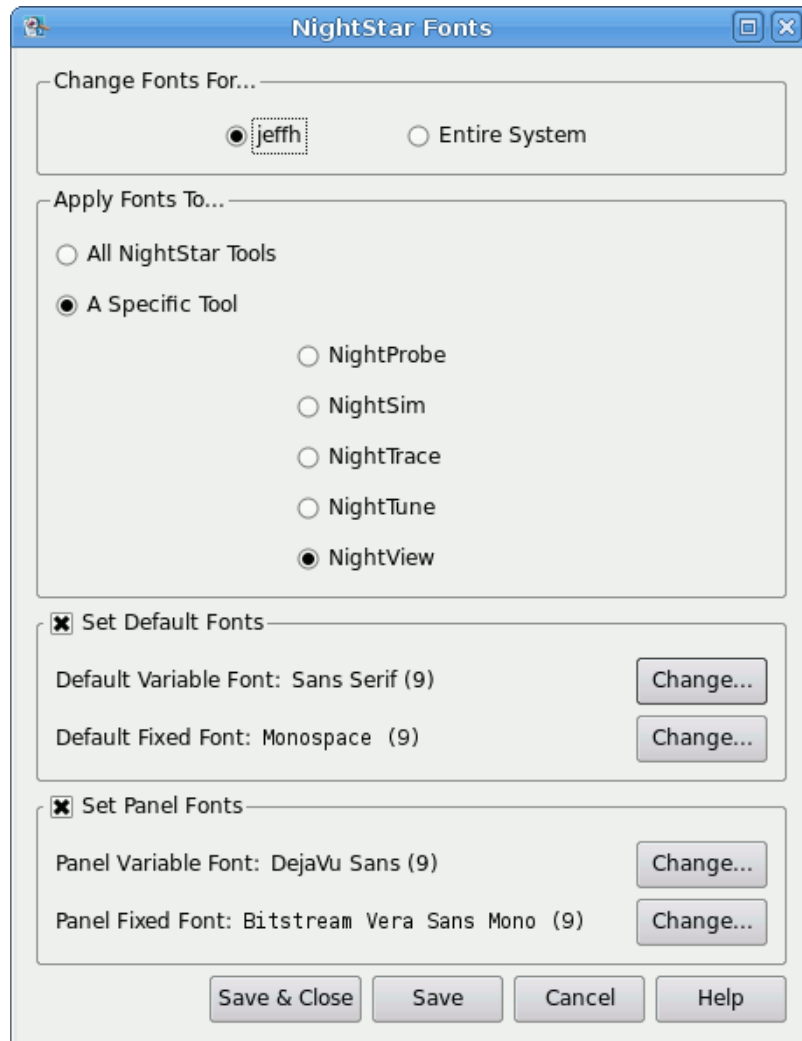 NightStar Fonts
Change Fonts For...
jeffh Entire System
Apply Fonts To...
All NightStar Tools
A Specific Tool
NightProbe
NightSim
NightTrace
NightTune
NightView
Set Default Fonts
Default Variable Font: Sans Serif (9) Change...
Default Fixed Font: Monospace (9) Change...
Set Panel Fonts
Panel Variable Font: DejaVu Sans (9) Change...
Panel Fixed Font: Bitstream Vera Sans Mono (9) Change...
Save & Close Save Cancel Help